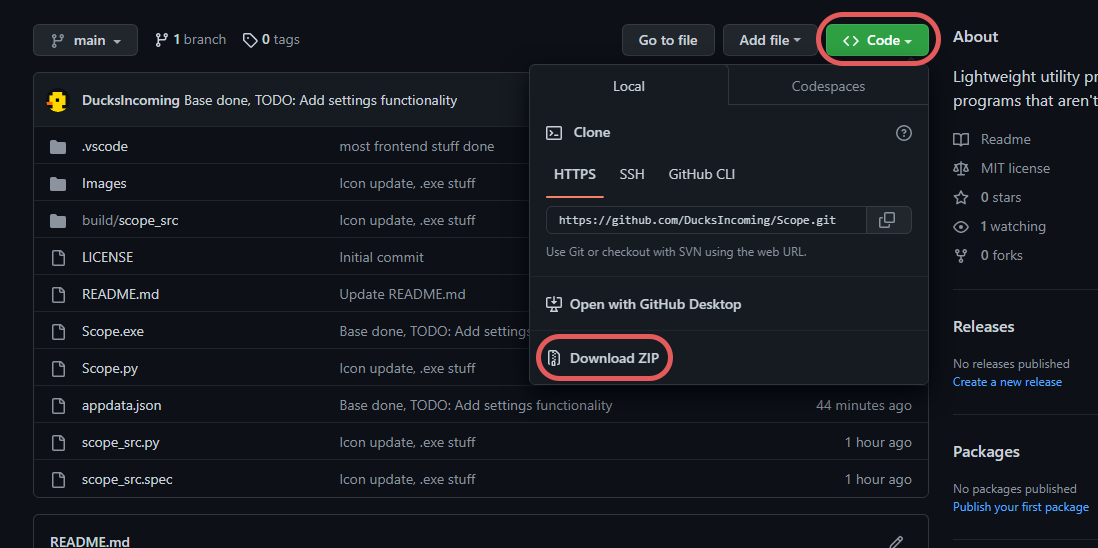 main
1 branch
0 tags
Go to file
Add file
Code
About
Lightweight utility
programs that aren't
DucksIncoming Base done, TODO: Add settings functionality
Local
Codespaces
Clone
HTTPS
SSH
GitHub CLI
https://github.com/DucksIncoming/Scope.git
Use Git or checkout with SVN using the web URL.
Open with GitHub Desktop
Download ZIP
.vscode most frontend stuff done
Images Icon update, .exe stuff
build/scope_src Icon update, .exe stuff
LICENSE Initial commit
README.md Update README.md
Scope.exe Base done, TODO: Add settings
Scope.py Icon update, .exe stuff
appdata.json Base done, TODO: Add settings functionality 44 minutes ago
scope_src.py Icon update, .exe stuff 1 hour ago
scope_src.spec Icon update, .exe stuff 1 hour ago
README.md
Readme
MIT license
0 stars
1 watching
0 forks
Releases
No releases published
Create a new release
Packages
No packages published
Publish your first package